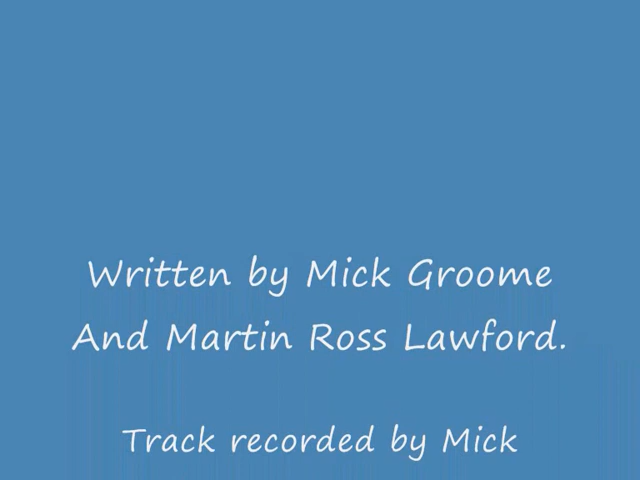 Written by Mick Groome
And Martin Ross Lawford.
Track recorded by Mick